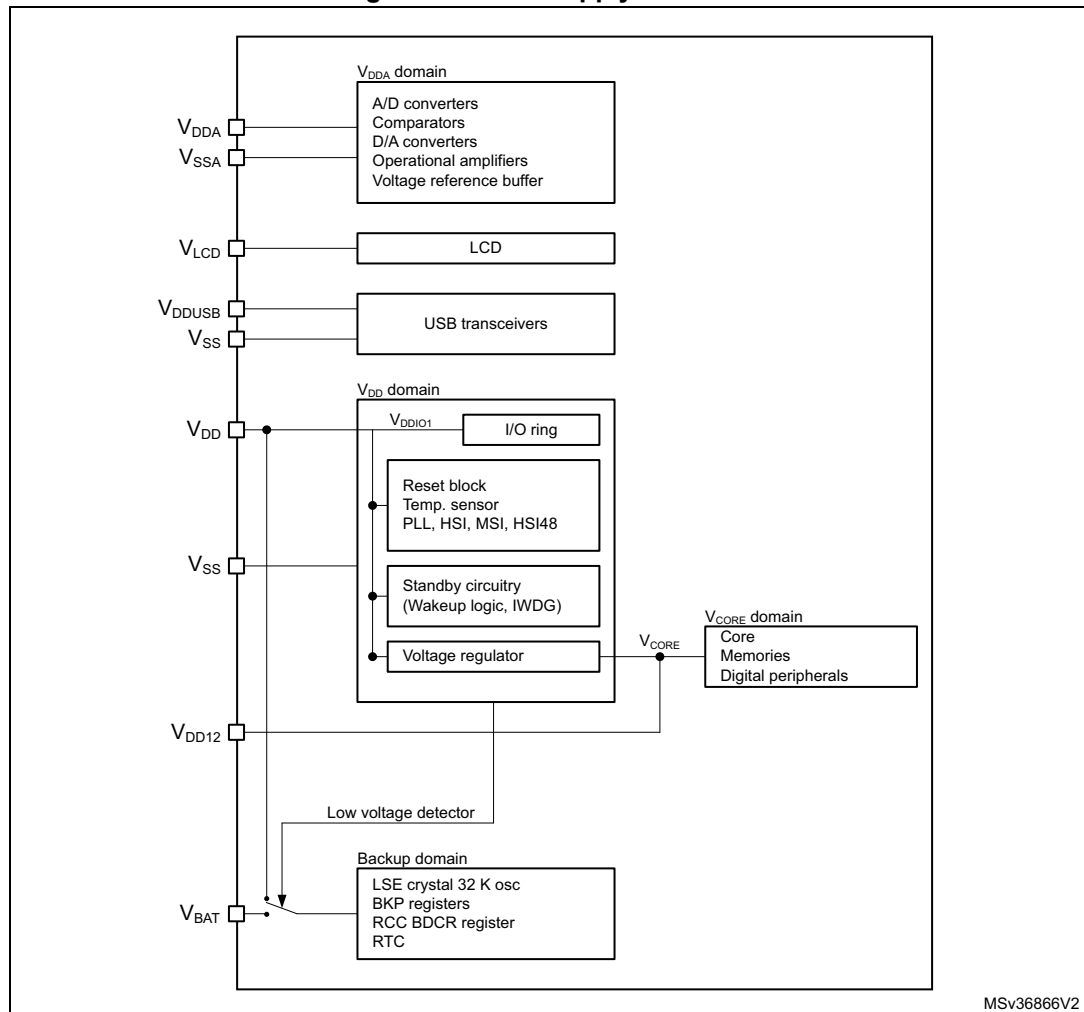 V_DDA domain
A/D converters
Comparators
D/A converters
Operational amplifiers
Voltage reference buffer
V_DDA
V_SSA
V_LCD
LCD
V_DDUSB
V_SS
USB transceivers
V_DD domain
V_DD
V_DDIO1
I/O ring
Reset block
Temp. sensor
PLL, HSI, MSI, HSI48
V_SS
Standby circuitry
(Wakeup logic, IWDG)
Voltage regulator
V_CORE
V_CORE domain
Core
Memories
Digital peripherals
V_DD12
Low voltage detector
Backup domain
LSE crystal 32 K osc
BKP registers
RCC BDCR register
RTC
V_BAT
MSv36866V2